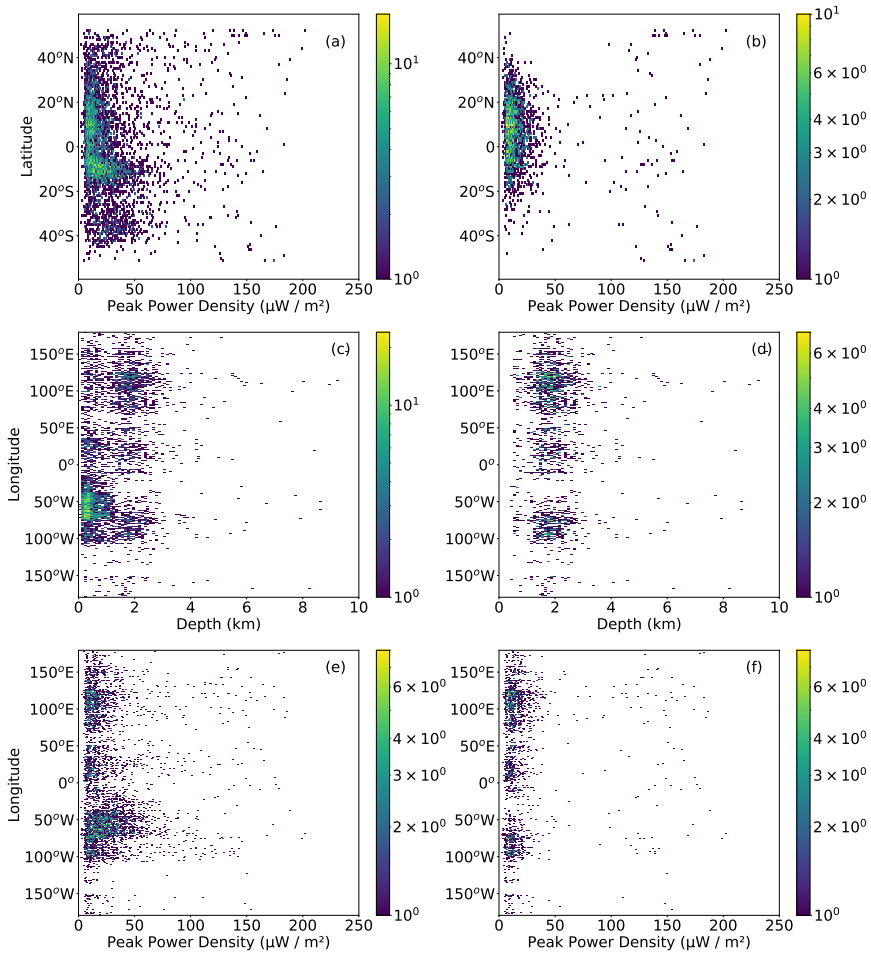 (a)
40°N
20°N
0
20°S
40°S
Latitude
0 50 100 150 200 250
Peak Power Density (µW / m²)
10¹
10⁰
(b)
40°N
20°N
0
20°S
40°S
0 50 100 150 200 250
Peak Power Density (µW / m²)
10¹
6 × 10⁰
4 × 10⁰
3 × 10⁰
2 × 10⁰
10⁰
(c)
150°E
100°E
50°E
0°
50°W
100°W
150°W
Longitude
0 2 4 6 8 10
Depth (km)
10¹
10⁰
(d)
150°E
100°E
50°E
0°
50°W
100°W
150°W
0 2 4 6 8 10
Depth (km)
6 × 10⁰
4 × 10⁰
3 × 10⁰
2 × 10⁰
10⁰
(e)
150°E
100°E
50°E
0°
50°W
100°W
150°W
Longitude
0 50 100 150 200 250
Peak Power Density (µW / m²)
6 × 10⁰
4 × 10⁰
3 × 10⁰
2 × 10⁰
10⁰
(f)
150°E
100°E
50°E
0°
50°W
100°W
150°W
0 50 100 150 200 250
Peak Power Density (µW / m²)
6 × 10⁰
4 × 10⁰
3 × 10⁰
2 × 10⁰
10⁰